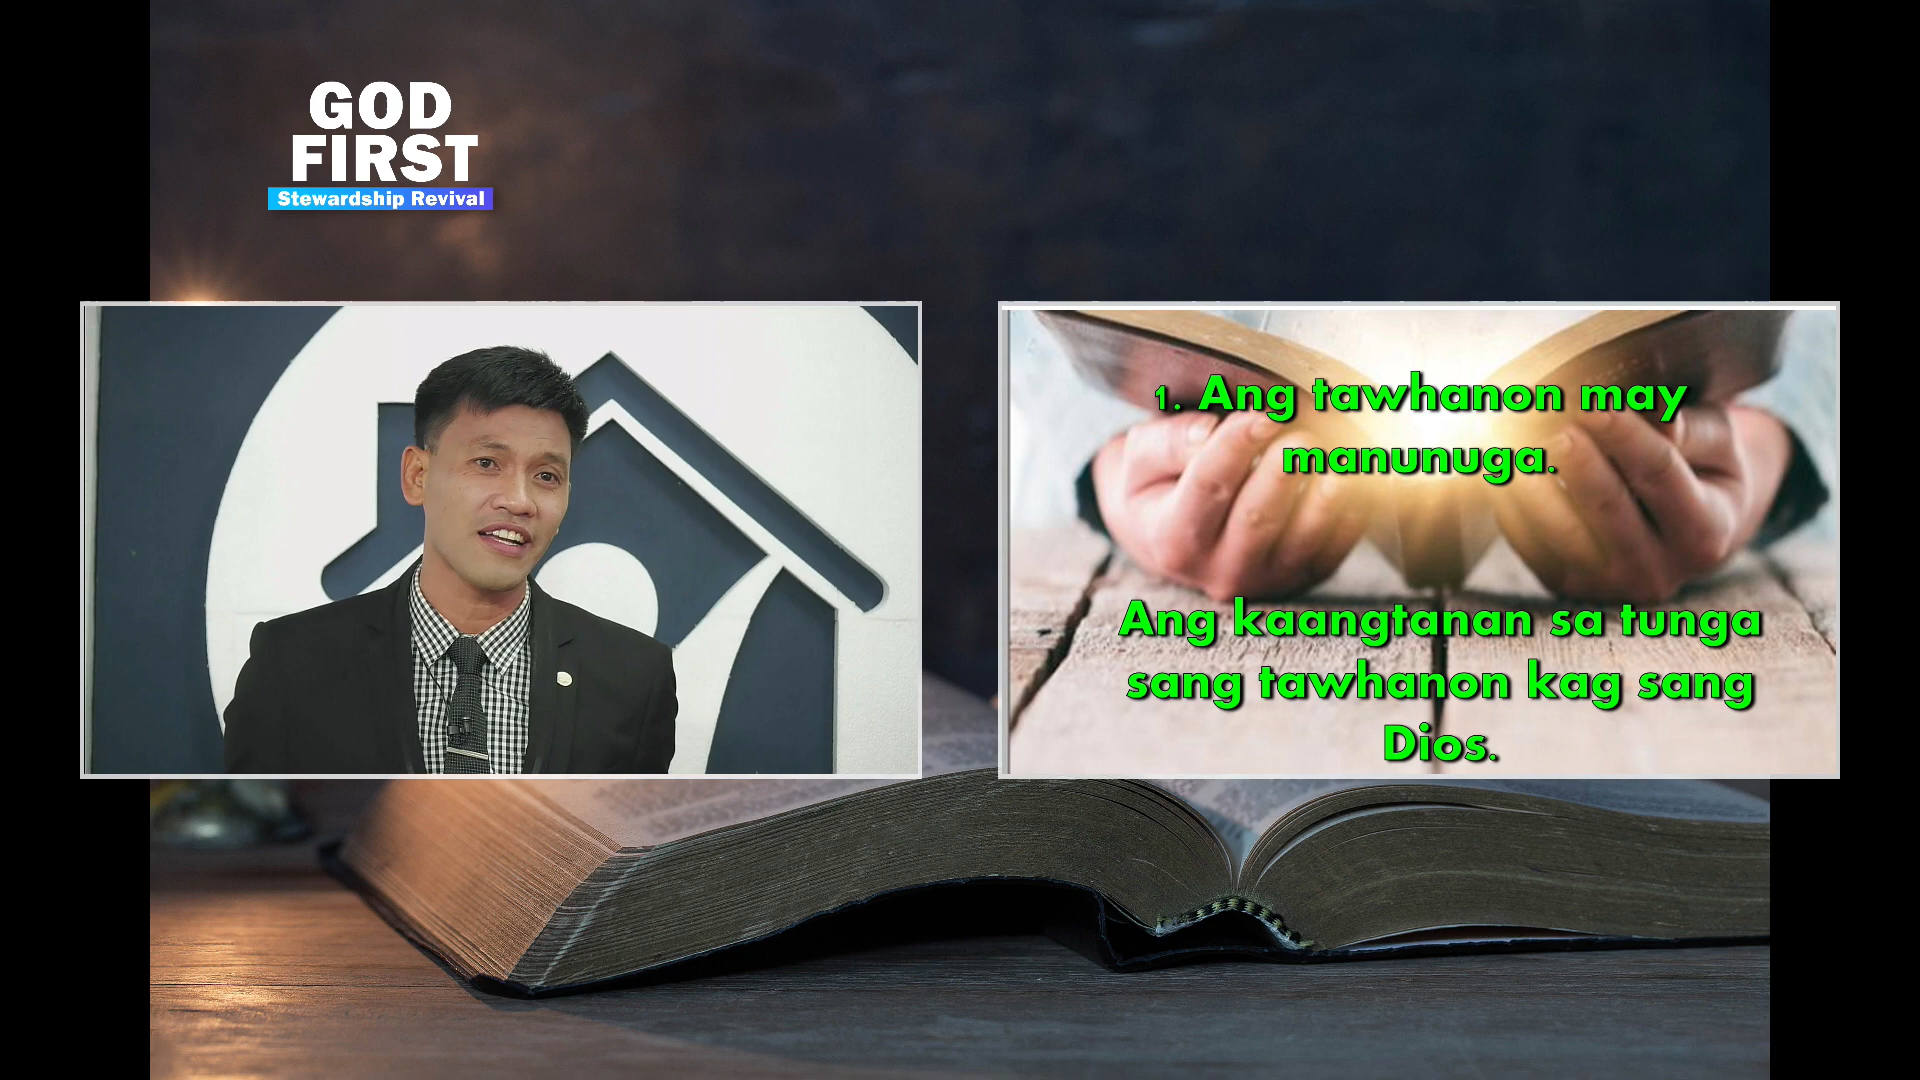 GOD
FIRST
Stewardship Revival
1. Ang tawhanon may
manunuga.
Ang kaangtanan sa tunga
sang tawhanon kag sang
Dios.